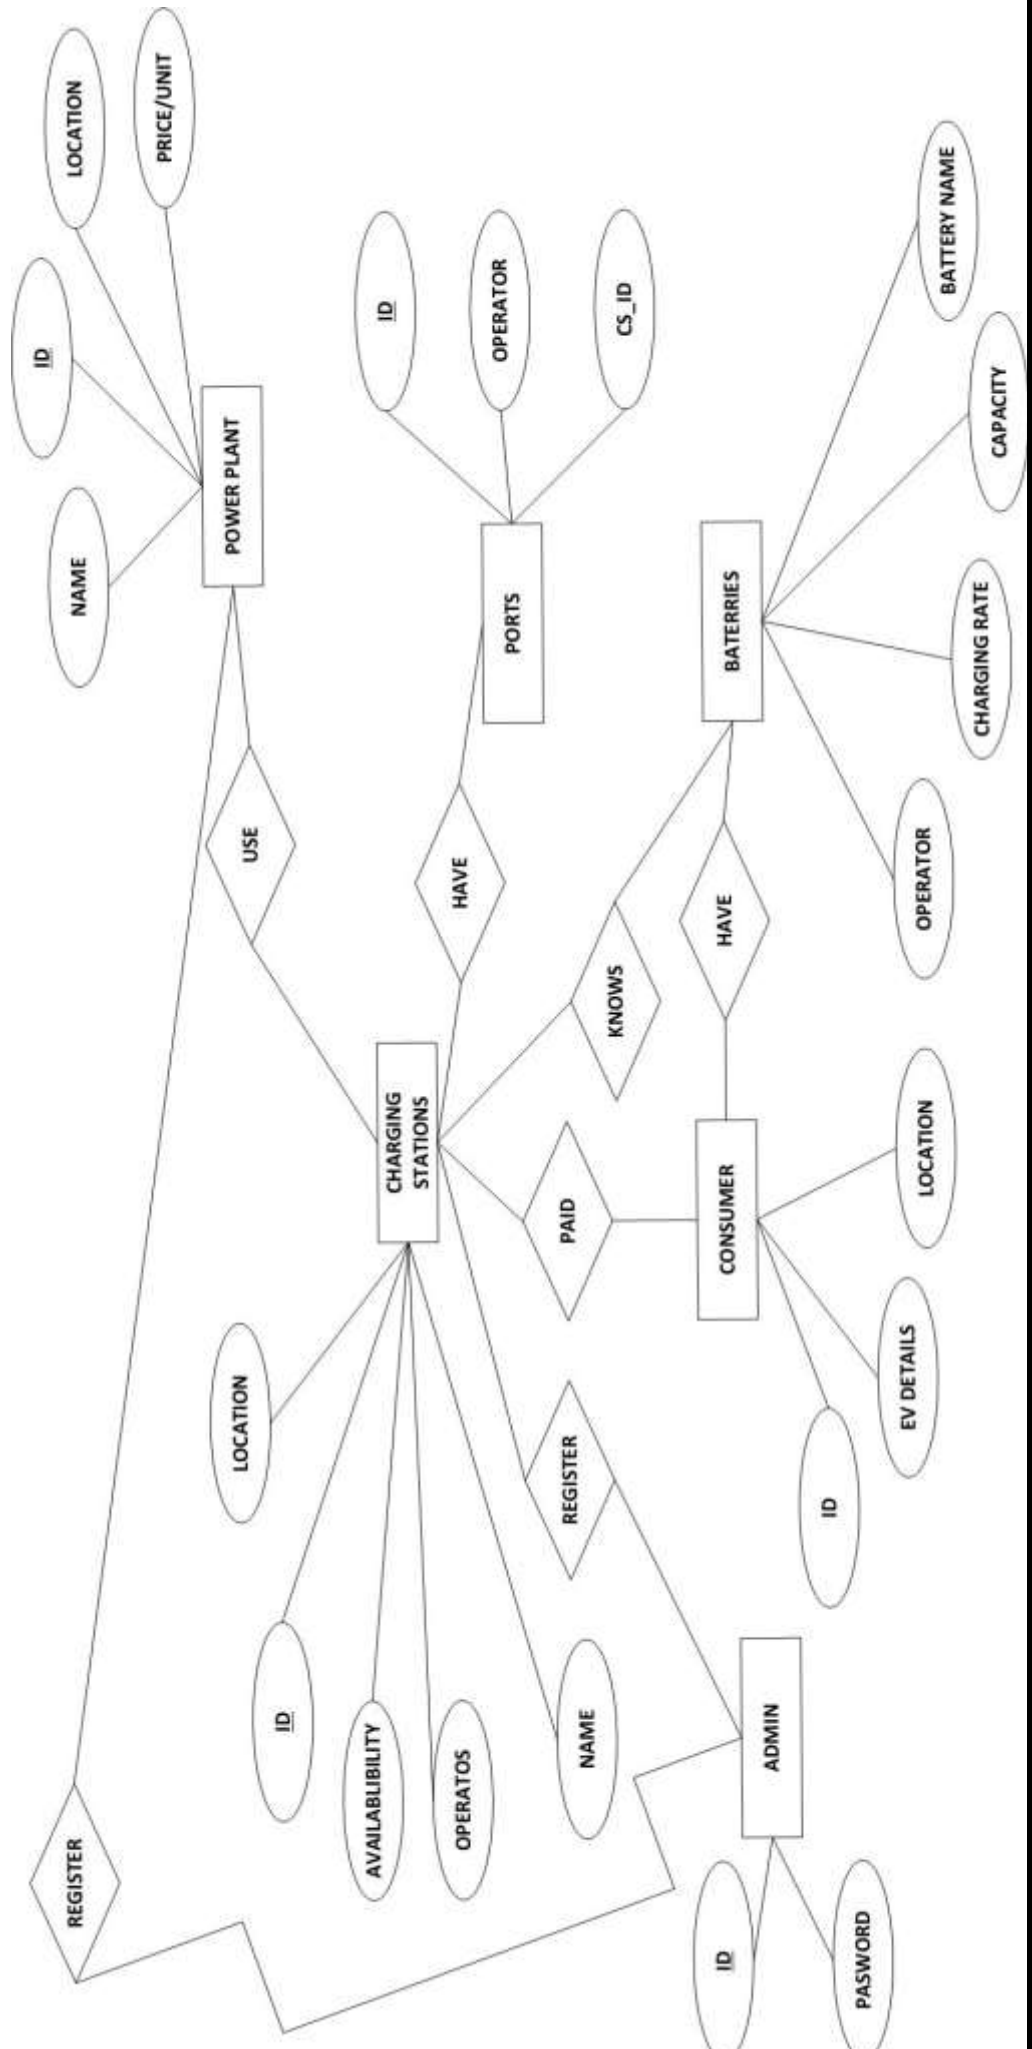 REGISTER
ID
AVAILABLIBILITY
OPERATOS
NAME
LOCATION
CHARGING
STATIONS
USE
POWER PLANT
NAME
ID
LOCATION
PRICE/UNIT
HAVE
PORTS
ID
OPERATOR
CS_ID
KNOWS
PAID
REGISTER
ADMIN
ID
PASWORD
CONSUMER
ID
EV DETAILS
LOCATION
HAVE
BATERRIES
OPERATOR
CHARGING RATE
CAPACITY
BATTERY NAME